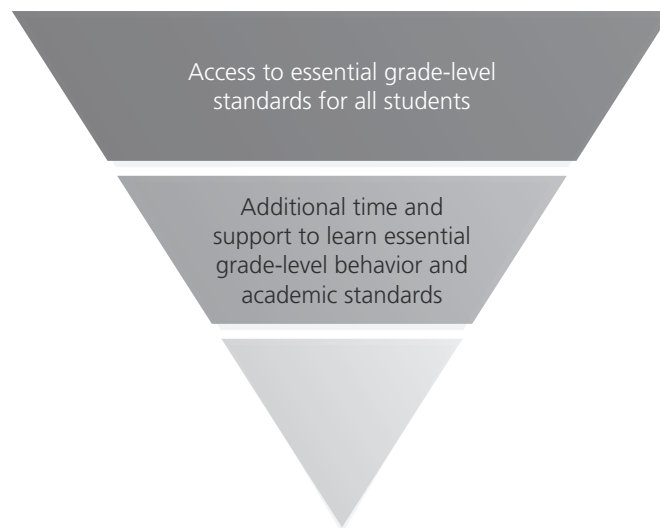 Access to essential grade-level
standards for all students
Additional time and
support to learn essential
grade-level behavior and
academic standards